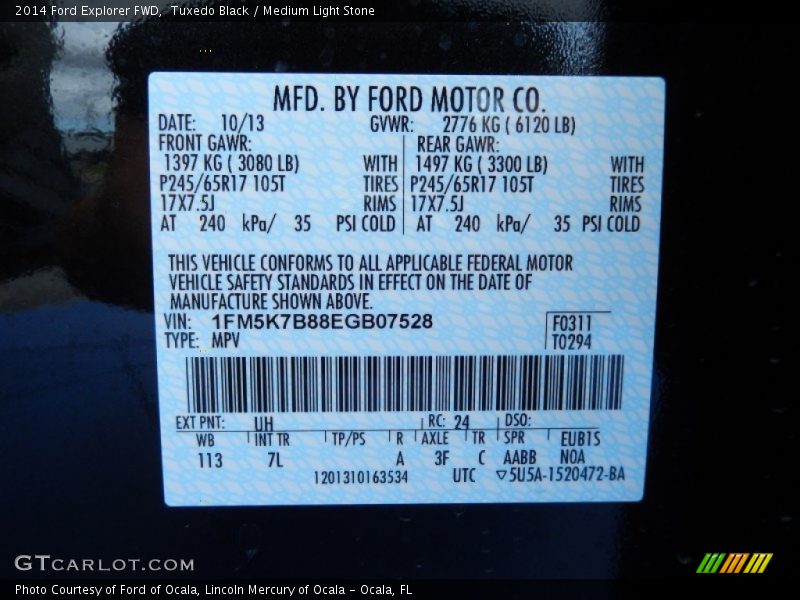 2014 Ford Explorer FWD, Tuxedo Black / Medium Light Stone
MFD. BY FORD MOTOR CO.
DATE: 10/13 GVWR: 2776 KG ( 6120 LB)
FRONT GAWR: REAR GAWR:
1397 KG ( 3080 LB) WITH 1497 KG ( 3300 LB) WITH
P245/65R17 105T TIRES P245/65R17 105T TIRES
17X7.5J RIMS 17X7.5J RIMS
AT 240 kPa/ 35 PSI COLD AT 240 kPa/ 35 PSI COLD
THIS VEHICLE CONFORMS TO ALL APPLICABLE FEDERAL MOTOR
VEHICLE SAFETY STANDARDS IN EFFECT ON THE DATE OF
MANUFACTURE SHOWN ABOVE.
VIN: 1FM5K7B88EGB07528 F0311
TYPE: MPV T0294
EXT PNT: UH RC: 24 DSO:
WB INT TR TP/PS R AXLE TR SPR EUB1S
113 7L A 3F C AABB N0A
1201310163534 UTC ▽5U5A-1520472-BA
GTCARLOT.COM
Photo Courtesy of Ford of Ocala, Lincoln Mercury of Ocala - Ocala, FL